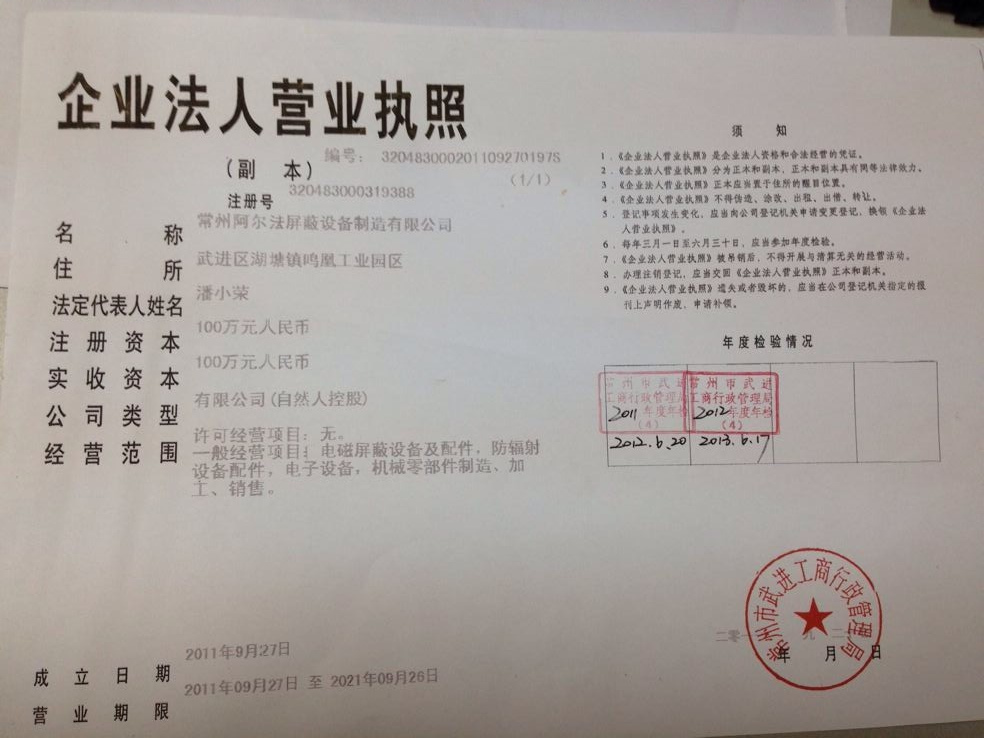 企业法人营业执照
(副 本)
编号: 320483000201109270197S
(1/1)
注册号 320483000319388
名称 常州阿尔法屏蔽设备制造有限公司
住所 武进区湖塘镇鸣凰工业园区
法定代表人姓名 潘小荣
注册资本 100万元人民币
实收资本 100万元人民币
公司类型 有限公司(自然人控股)
经营范围 许可经营项目: 无。
一般经营项目: 电磁屏蔽设备及配件, 防辐射
设备配件, 电子设备, 机械零部件制造、加
工、销售。
成立日期 2011年9月27日
营业期限 2011年09月27日 至 2021年09月26日
须 知
1.《企业法人营业执照》是企业法人资格和合法经营的凭证。
2.《企业法人营业执照》分为正本和副本, 正本和副本具有同等法律效力。
3.《企业法人营业执照》正本应当置于住所的醒目位置。
4.《企业法人营业执照》不得伪造、涂改、出租、出借、转让。
5. 登记事项发生变化, 应当向公司登记机关申请变更登记, 换领《企业法
人营业执照》。
6. 每年三月一日至六月三十日, 应当参加年度检验。
7.《企业法人营业执照》被吊销后, 不得开展与清算无关的经营活动。
8. 办理注销登记, 应当交回《企业法人营业执照》正本和副本。
9.《企业法人营业执照》遗失或者毁坏的, 应当在公司登记机关指定的报
刊上声明作废, 申请补领。
年度检验情况
常州市武进
工商行政管理局
2011年度年检
(4)
2012.6.20
常州市武进
工商行政管理局
2012年度年检
(4)
2013.6.17
常州市武进工商行政管理局
年 月 日